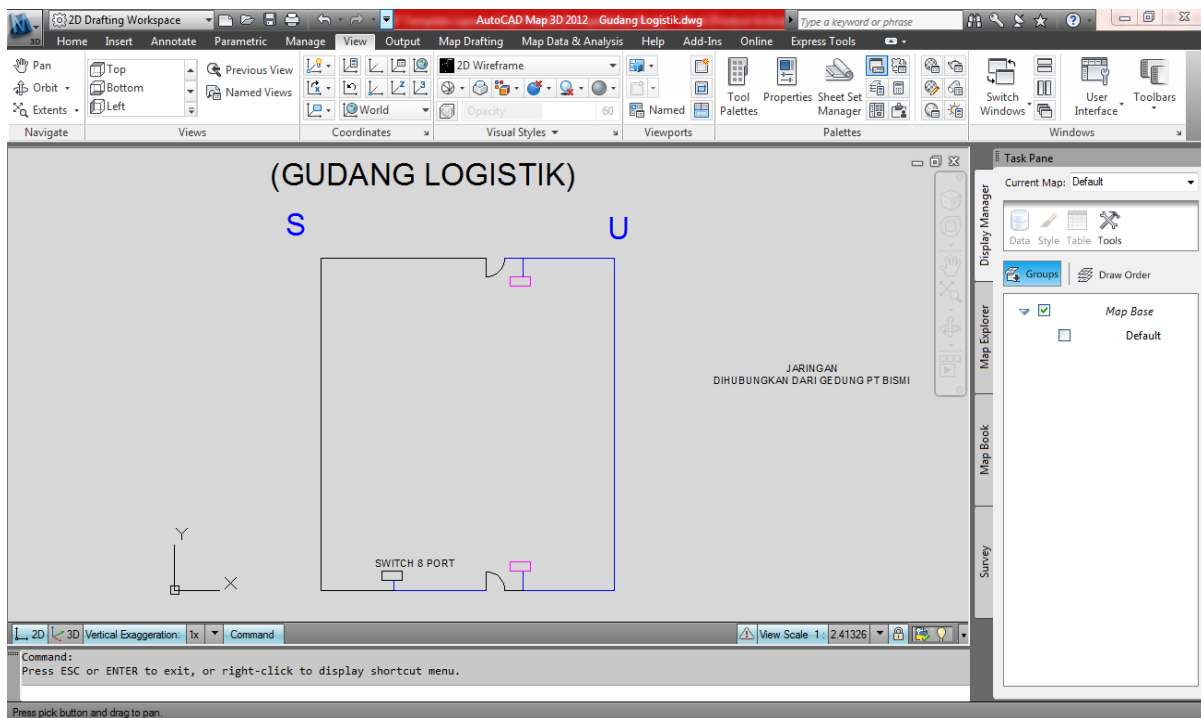 2D Drafting Workspace
AutoCAD Map 3D 2012 Gudang Logistik.dwg
Type a keyword or phrase
3D Home Insert Annotate Parametric Manage View Output Map Drafting Map Data & Analysis Help Add-Ins Online Express Tools
Pan
Orbit
Extents
Navigate
Top
Bottom
Left
Previous View
Named Views
Views
World
Coordinates
2D Wireframe
Opacity 60
Visual Styles
Named
Viewports
Tool Palettes
Properties
Sheet Set Manager
Palettes
Switch Windows
User Interface
Toolbars
Windows
(GUDANG LOGISTIK)
S U
JARINGAN
DIHUBUNGKAN DARI GEDUNG PT BISMI
SWITCH 8 PORT
Y
X
Task Pane
Current Map: Default
Data Style Table Tools
Groups Draw Order
Map Base
Default
Display Manager
Map Explorer
Map Book
Survey
2D 3D Vertical Exaggeration: 1x Command
View Scale 1 : 2.41326
Command:
Press ESC or ENTER to exit, or right-click to display shortcut menu.
Press pick button and drag to pan.